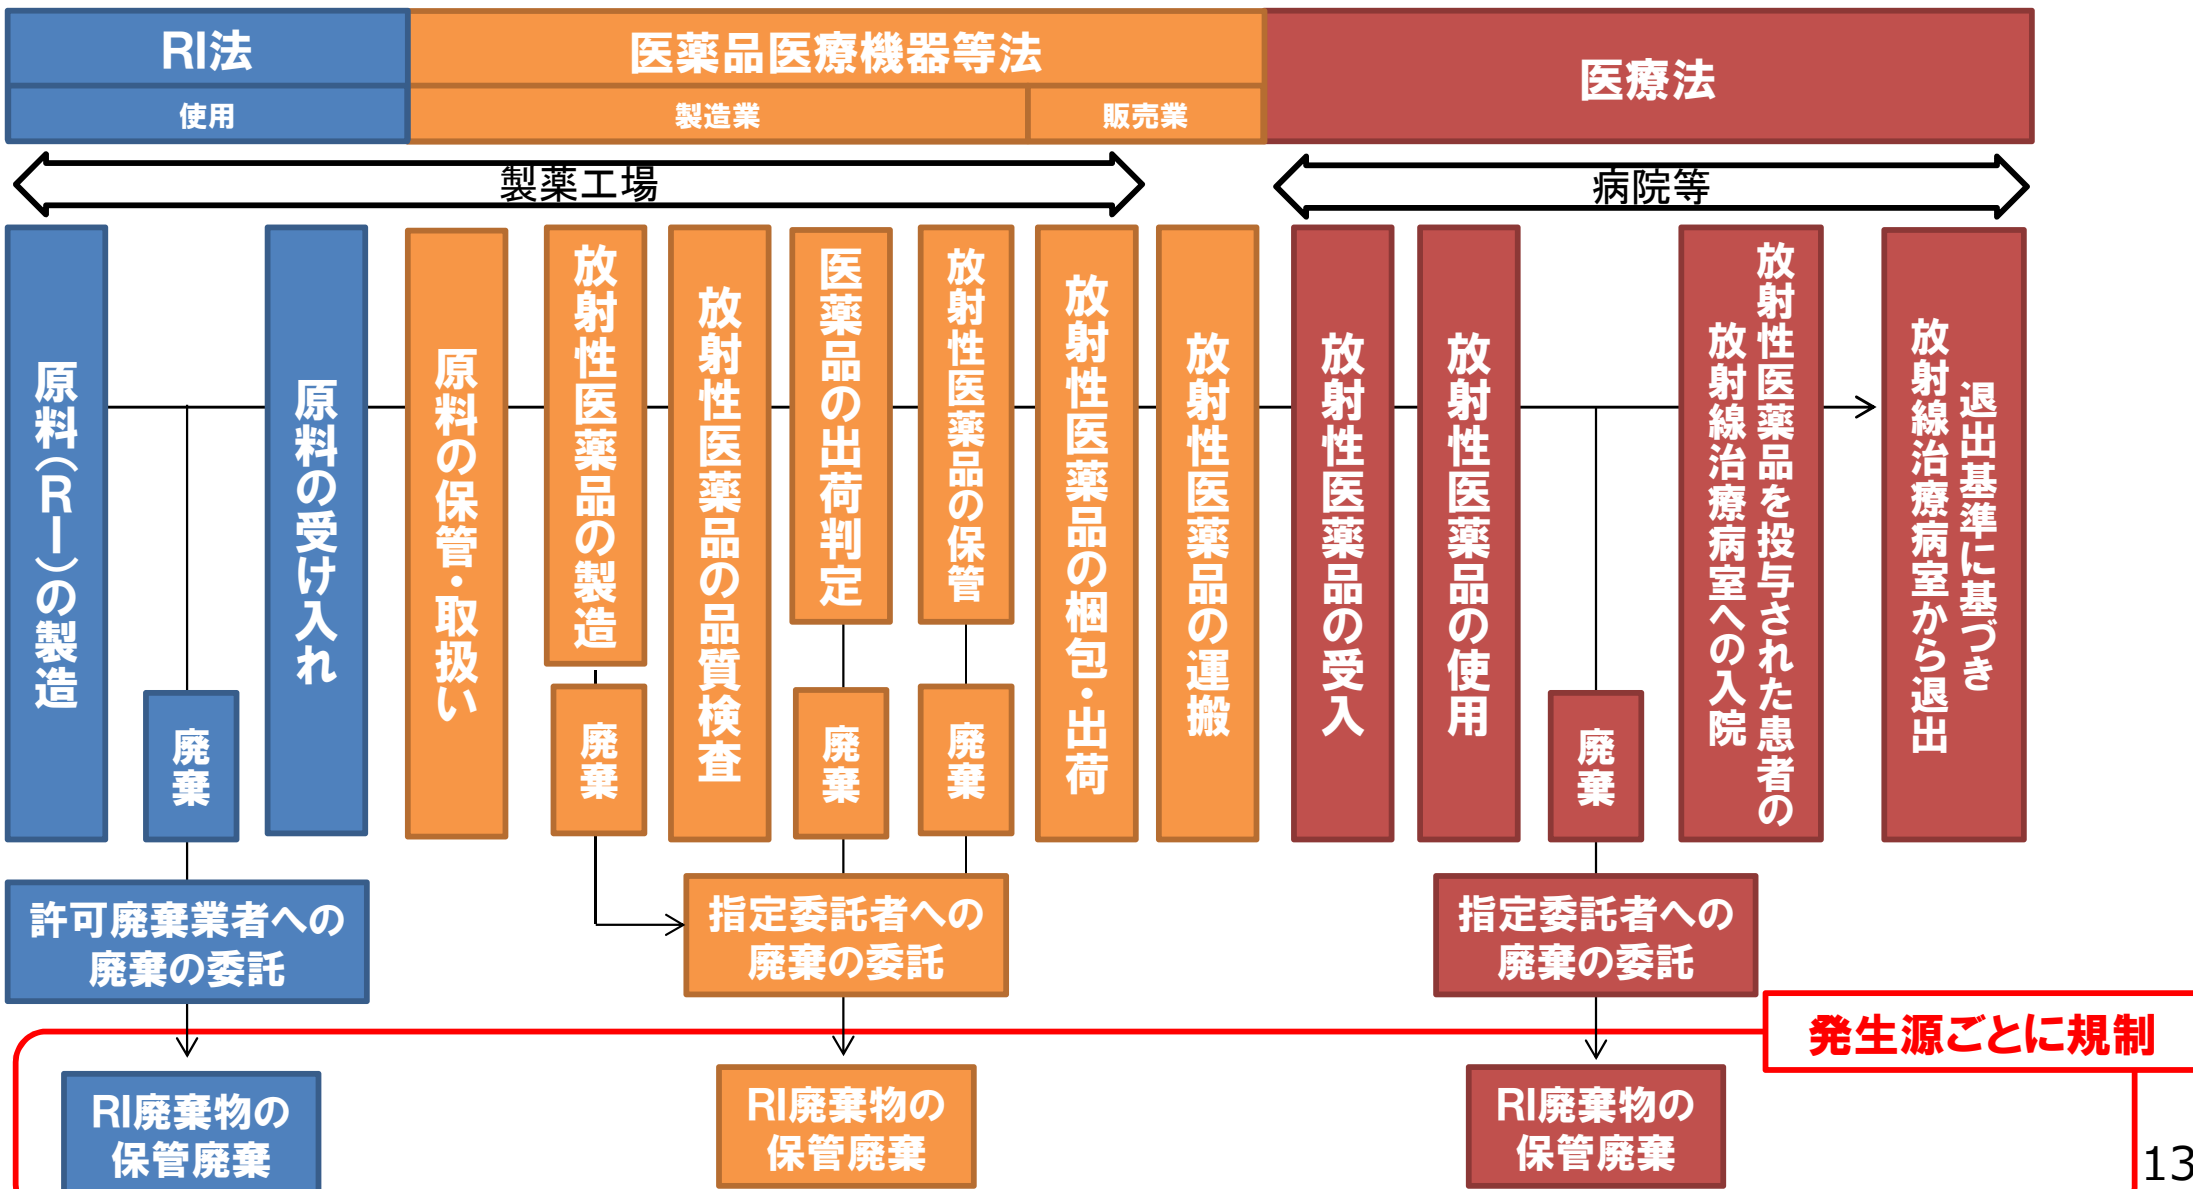 RI法
使用
医薬品医療機器等法
製造業
販売業
医療法
製薬工場
病院等
原料(RI)の製造
廃棄
原料の受け入れ
原料の保管・取扱い
放射性医薬品の製造
廃棄
放射性医薬品の品質検査
医薬品の出荷判定
廃棄
放射性医薬品の保管
廃棄
放射性医薬品の梱包・出荷
放射性医薬品の運搬
放射性医薬品の受入
放射性医薬品の使用
廃棄
放射性医薬品を投与された患者の
放射線治療病室への入院
退出基準に基づき
放射線治療病室から退出
許可廃棄業者への
廃棄の委託
指定委託者への
廃棄の委託
指定委託者への
廃棄の委託
発生源ごとに規制
RI廃棄物の
保管廃棄
RI廃棄物の
保管廃棄
RI廃棄物の
保管廃棄
13